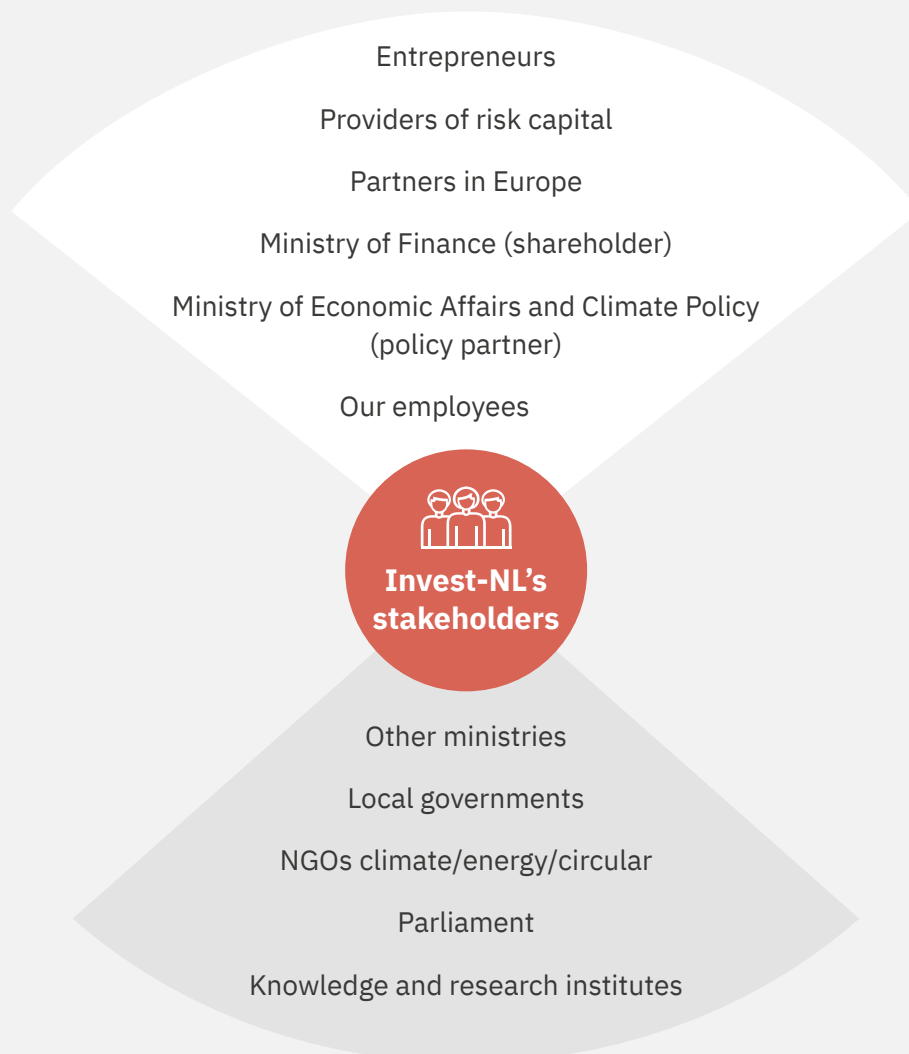 Entrepreneurs
Providers of risk capital
Partners in Europe
Ministry of Finance (shareholder)
Ministry of Economic Affairs and Climate Policy
(policy partner)
Our employees
Invest-NL’s
stakeholders
Other ministries
Local governments
NGOs climate/energy/circular
Parliament
Knowledge and research institutes